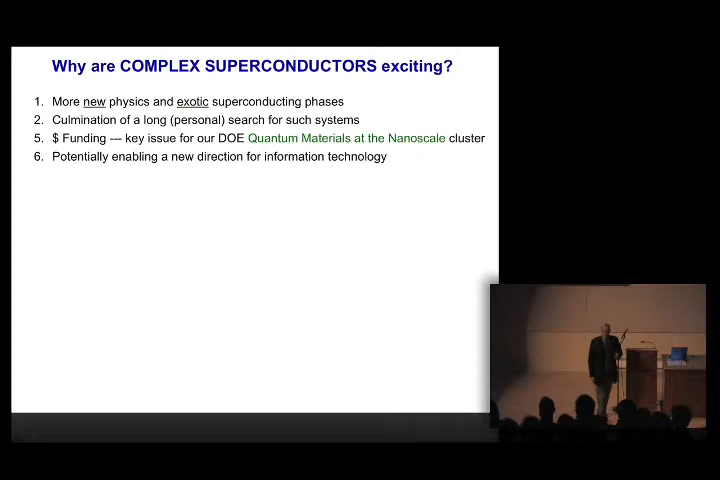 Why are COMPLEX SUPERCONDUCTORS exciting?
1. More new physics and exotic superconducting phases
2. Culmination of a long (personal) search for such systems
5. $ Funding --- key issue for our DOE Quantum Materials at the Nanoscale cluster
6. Potentially enabling a new direction for information technology